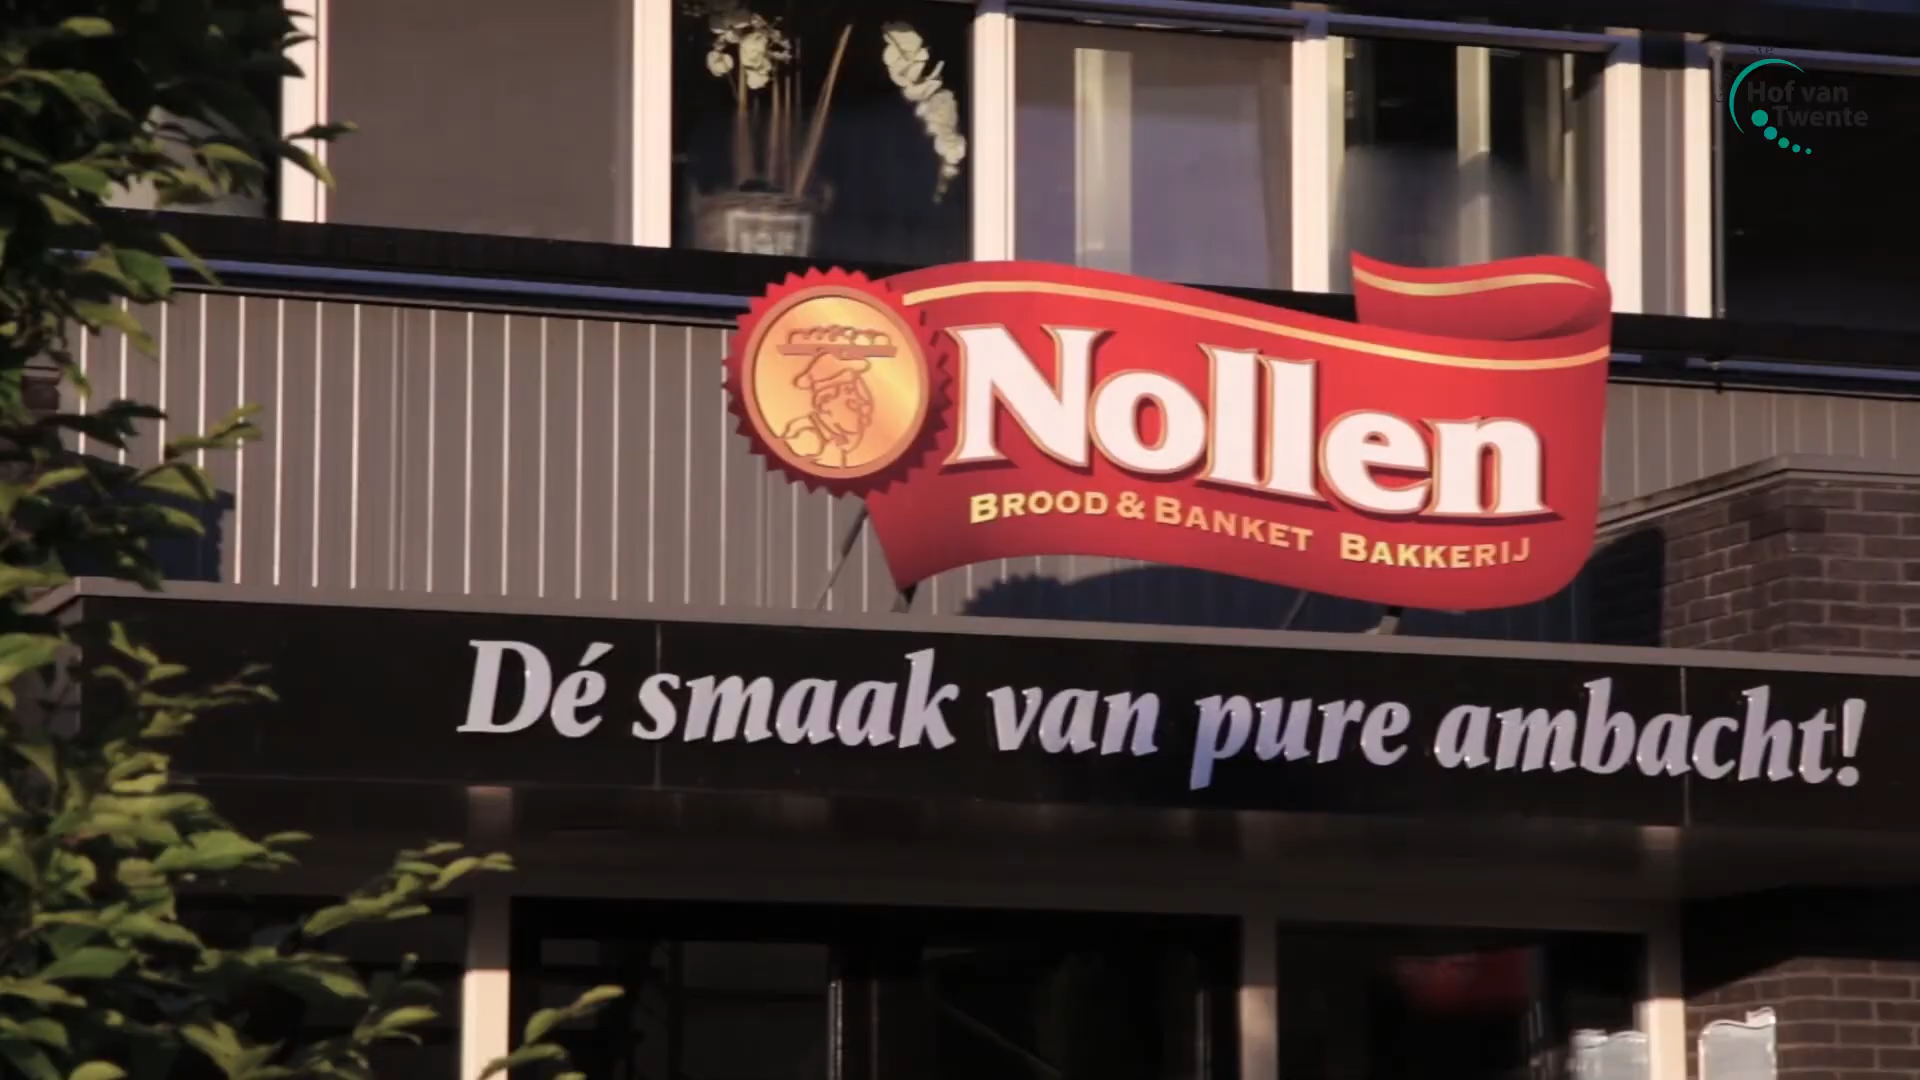 Hof van
Twente
Nollen
BROOD & BANKET BAKKERIJ
Dé smaak van pure ambacht!